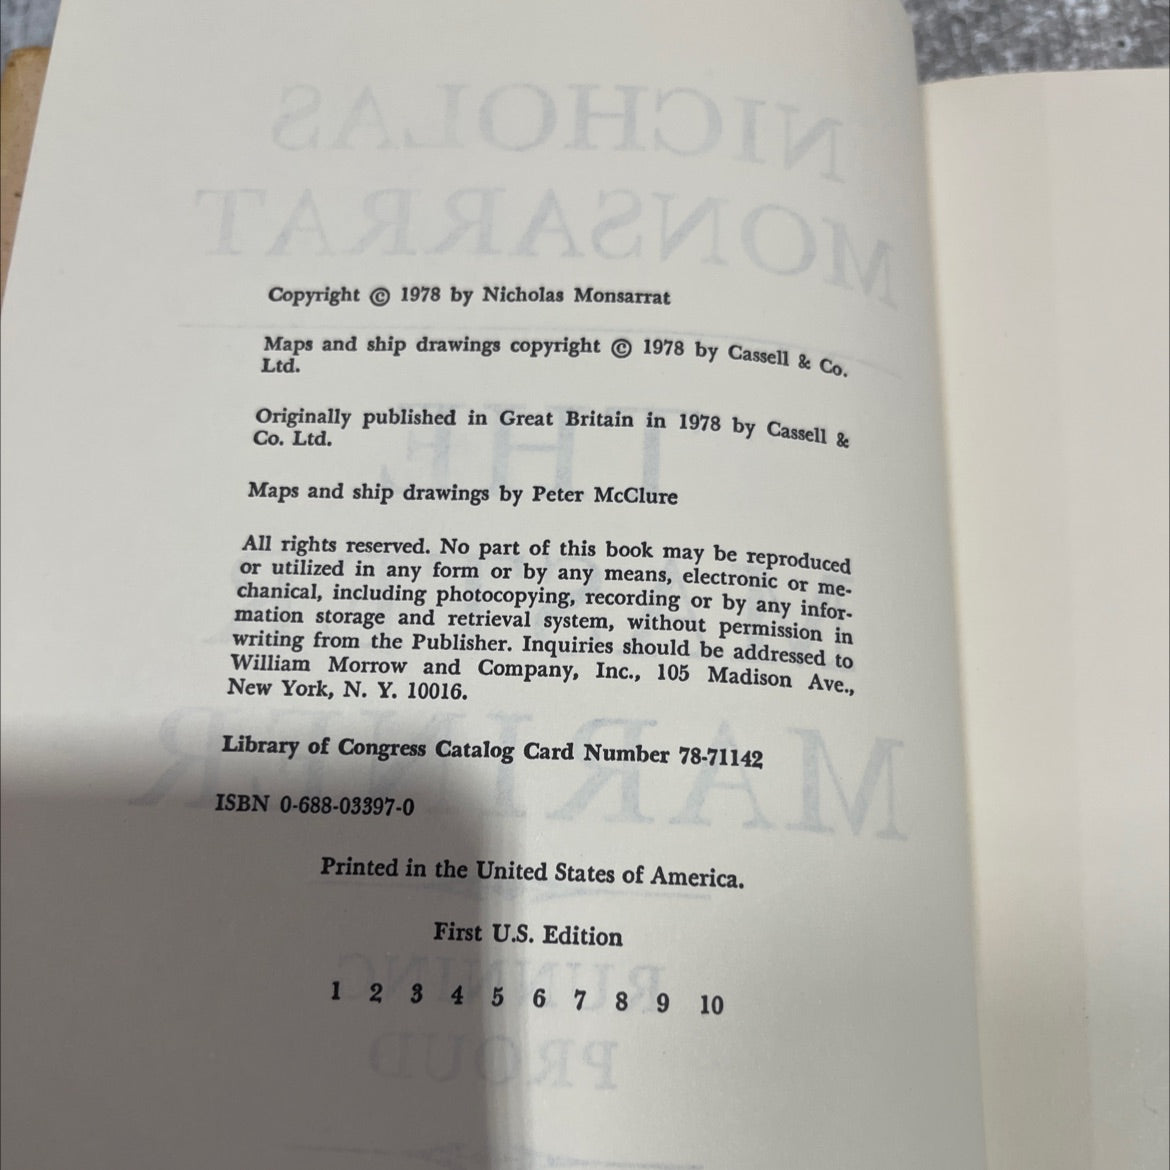 NICHOLAS
MONSARRAT
Copyright © 1978 by Nicholas Monsarrat
Maps and ship drawings copyright © 1978 by Cassell & Co.
Ltd.
THE
Originally published in Great Britain in 1978 by Cassell &
Co. Ltd.
Maps and ship drawings by Peter McClure
All rights reserved. No part of this book may be reproduced
or utilized in any form or by any means, electronic or me-
chanical, including photocopying, recording or by any infor-
mation storage and retrieval system, without permission in
writing from the Publisher. Inquiries should be addressed to
William Morrow and Company, Inc., 105 Madison Ave.,
New York, N. Y. 10016.
MARINER
Library of Congress Catalog Card Number 78-71142
ISBN 0-688-03397-0
Printed in the United States of America.
First U.S. Edition
RUNNING
1 2 3 4 5 6 7 8 9 10
PROUD